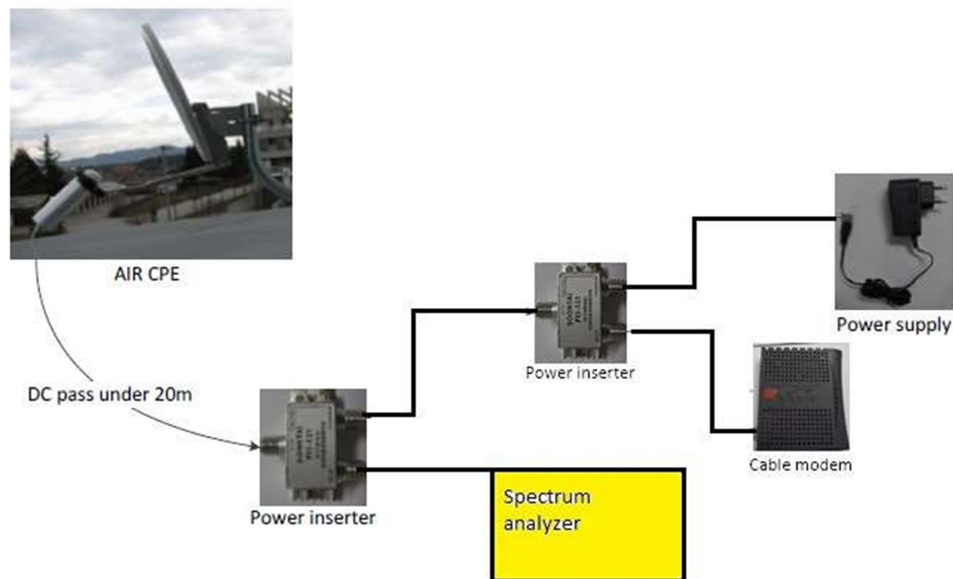 AIR CPE
Power supply
Power inserter
DC pass under 20m
Cable modem
Spectrum
analyzer
Power inserter